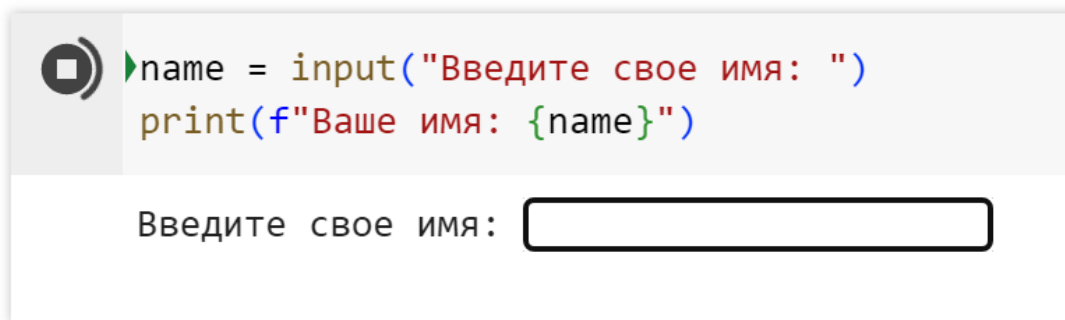 name = input("Введите свое имя: ")
print(f"Ваше имя: {name}")
Введите свое имя: